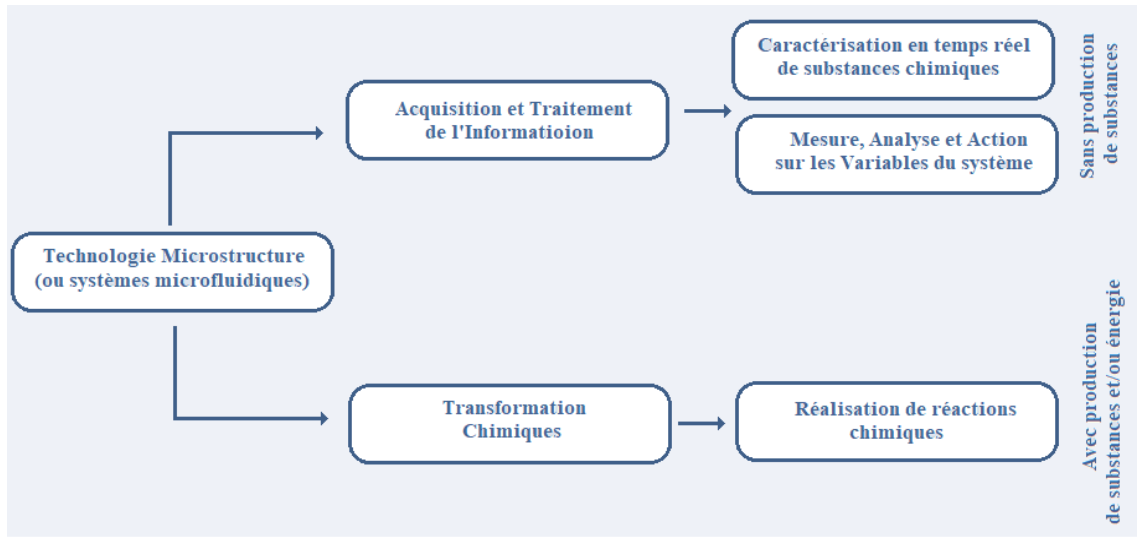 Caractérisation en temps réel
de substances chimiques
Acquisition et Traitement
de l'Informatioion
Mesure, Analyse et Action
sur les Variables du système
Sans production
de substances
Technologie Microstructure
(ou systèmes microfluidiques)
Transformation
Chimiques
Réalisation de réactions
chimiques
Avec production
de substances et/ou énergie